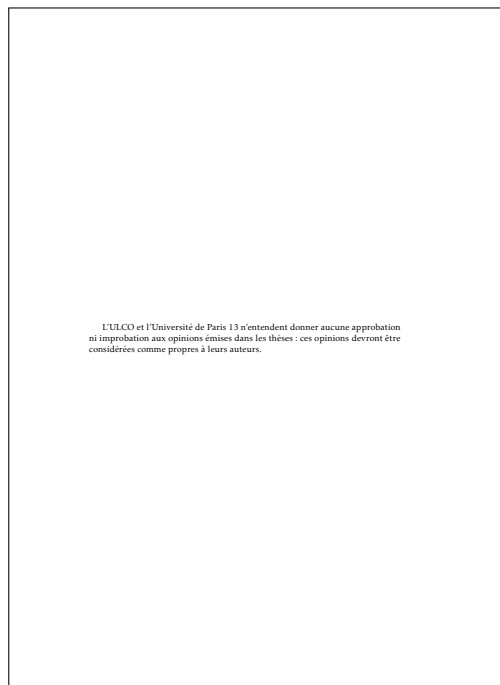 L'ULCO et l'Université de Paris 13 n'entendent donner aucune approbation
ni improbation aux opinions émises dans les thèses : ces opinions devront être
considérées comme propres à leurs auteurs.